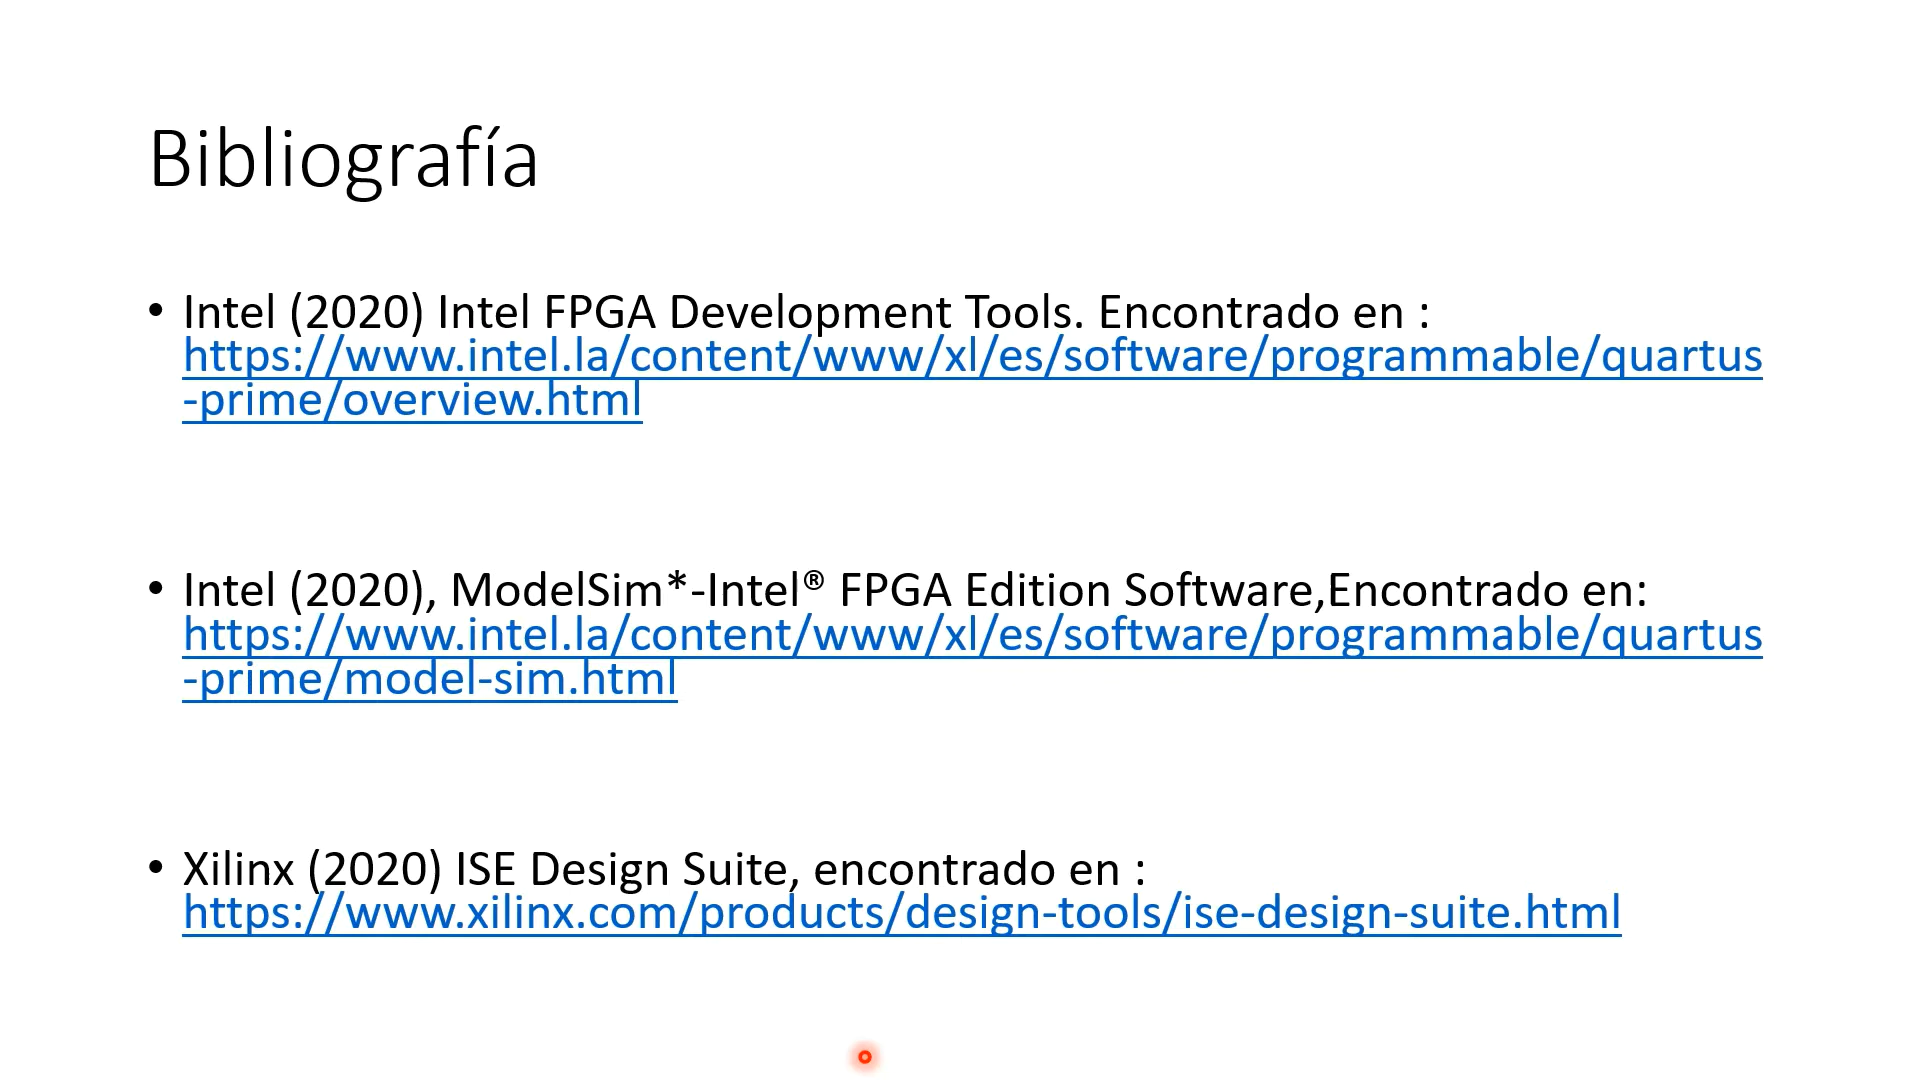 Bibliografía
• Intel (2020) Intel FPGA Development Tools. Encontrado en :
https://www.intel.la/content/www/xl/es/software/programmable/quartus
-prime/overview.html
• Intel (2020), ModelSim*-Intel® FPGA Edition Software,Encontrado en:
https://www.intel.la/content/www/xl/es/software/programmable/quartus
-prime/model-sim.html
• Xilinx (2020) ISE Design Suite, encontrado en :
https://www.xilinx.com/products/design-tools/ise-design-suite.html